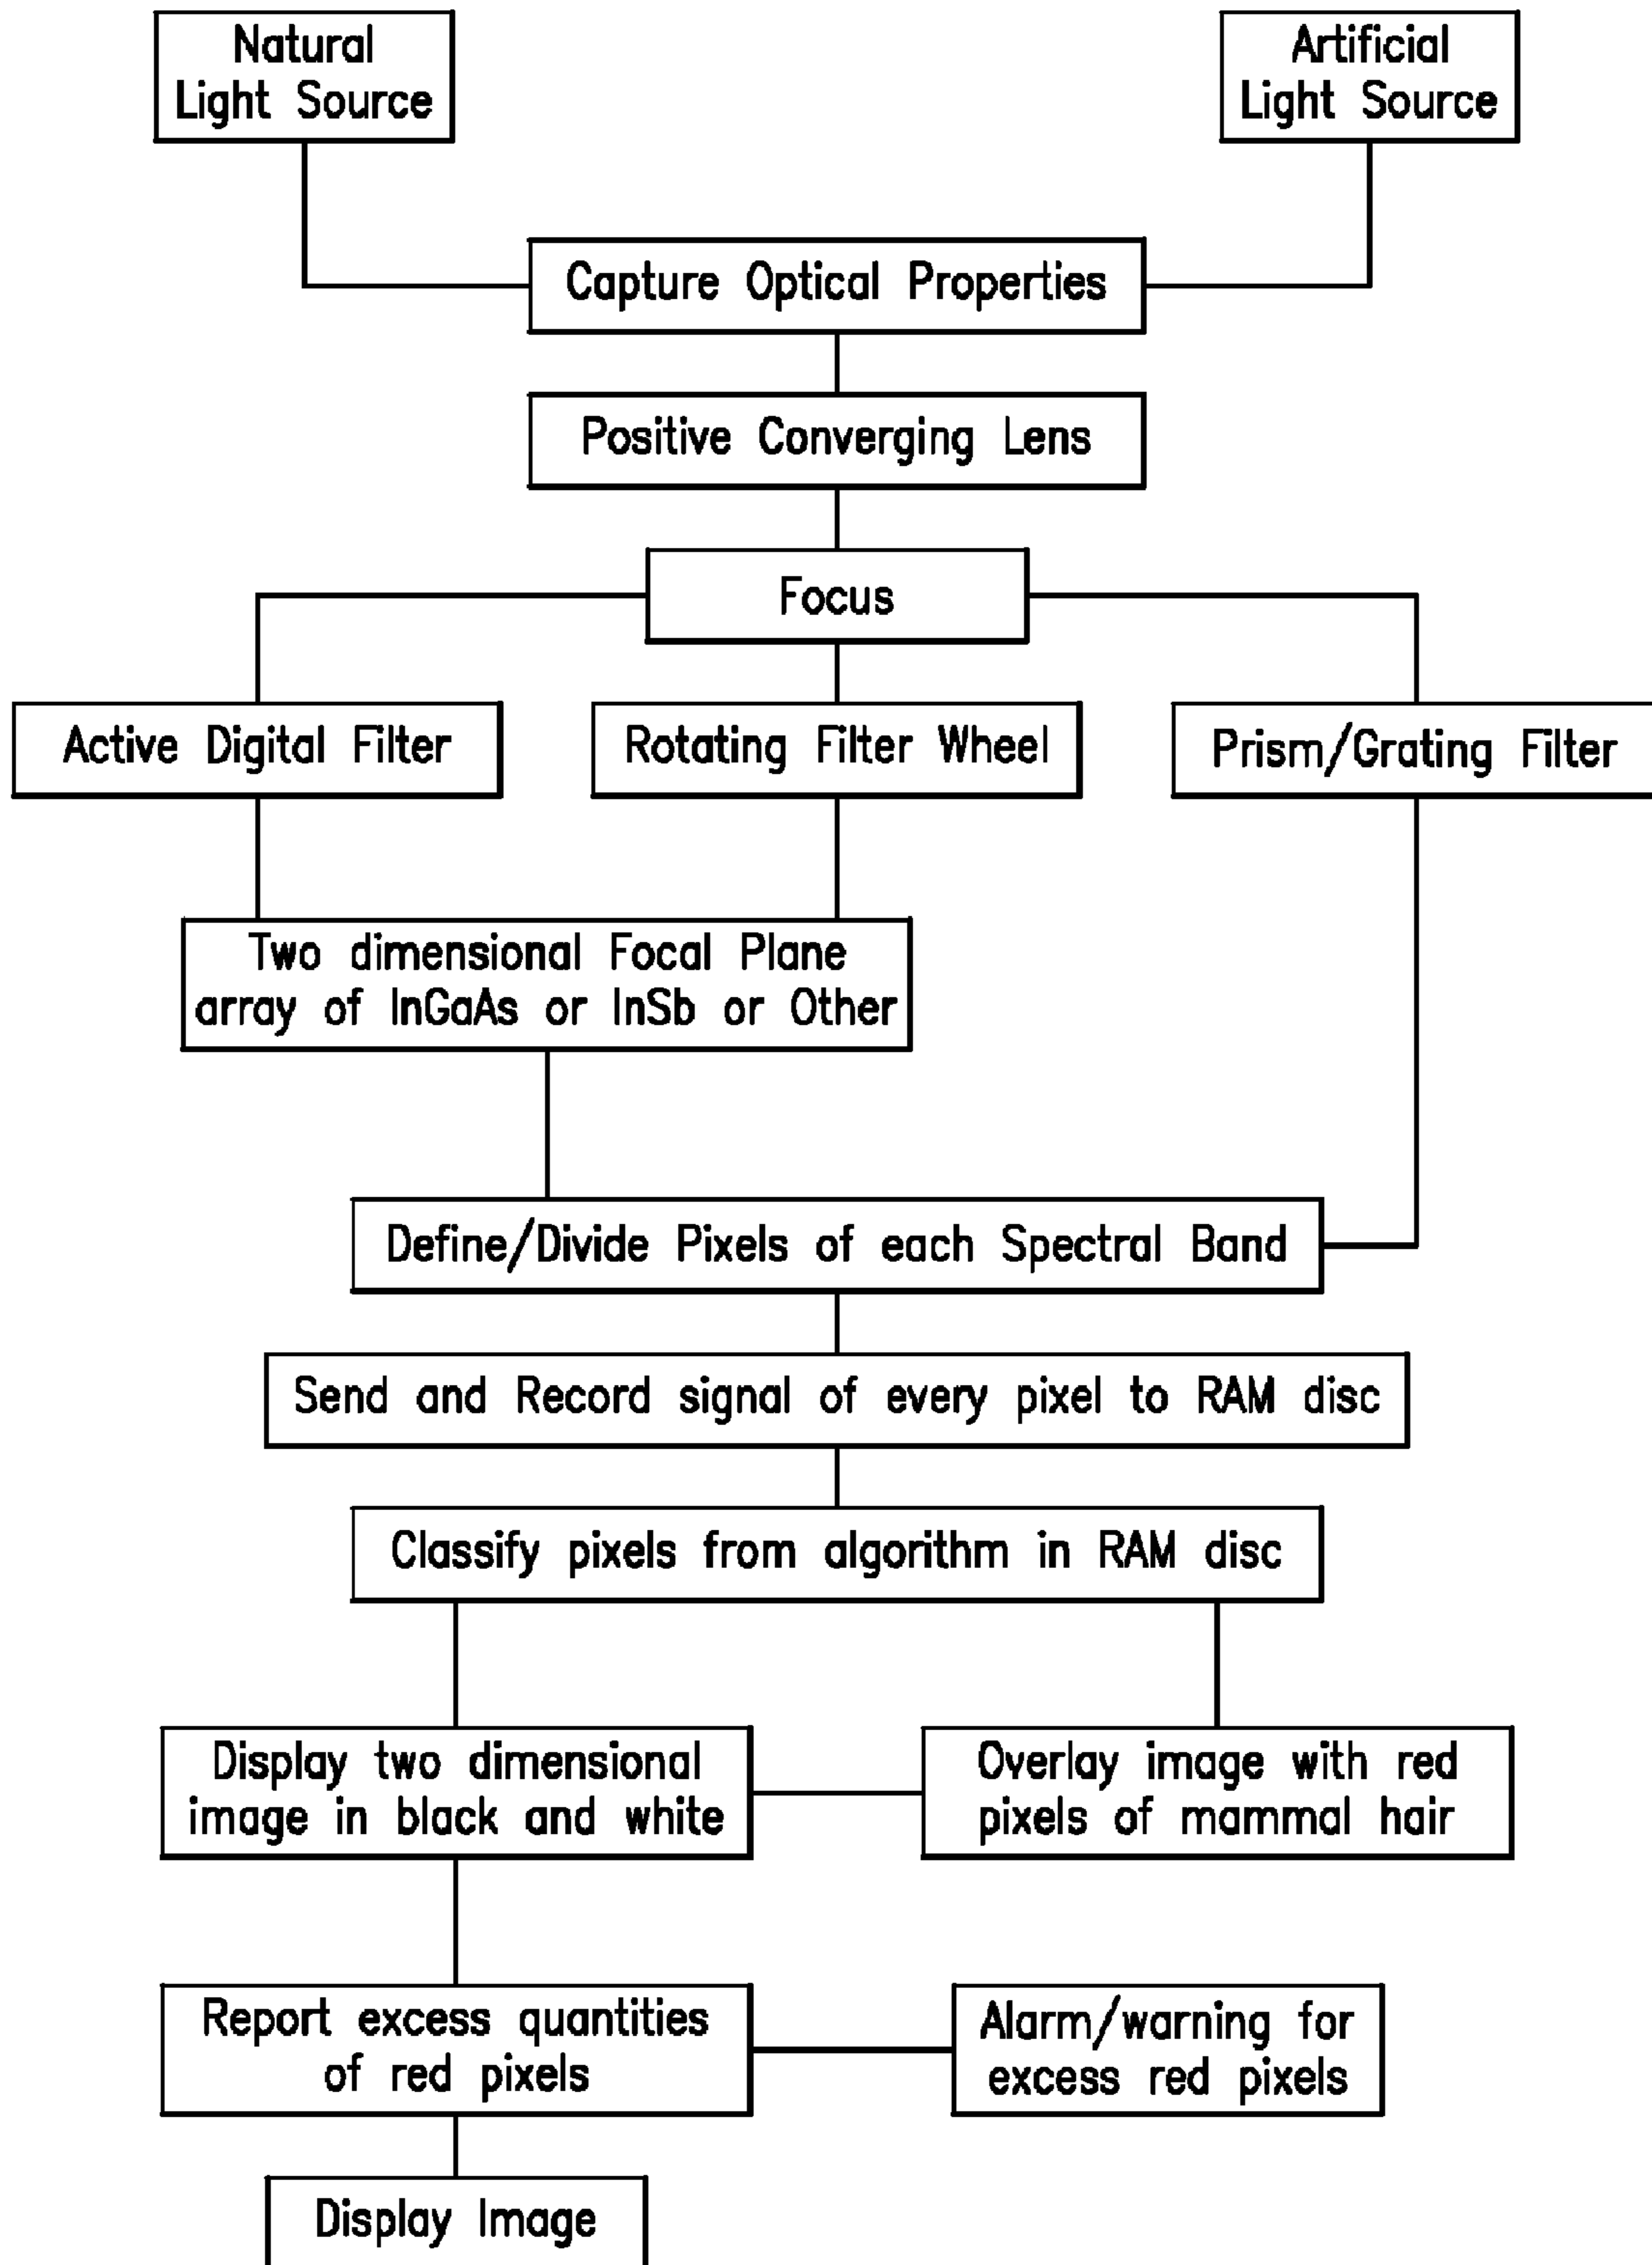 Natural
Light Source
Artificial
Light Source
Capture Optical Properties
Positive Converging Lens
Focus
Active Digital Filter
Rotating Filter Wheel
Prism/Grating Filter
Two dimensional Focal Plane
array of InGaAs or InSb or Other
Define/Divide Pixels of each Spectral Band
Send and Record signal of every pixel to RAM disc
Classify pixels from algorithm in RAM disc
Display two dimensional
image in black and white
Overlay image with red
pixels of mammal hair
Report excess quantities
of red pixels
Alarm/warning for
excess red pixels
Display Image